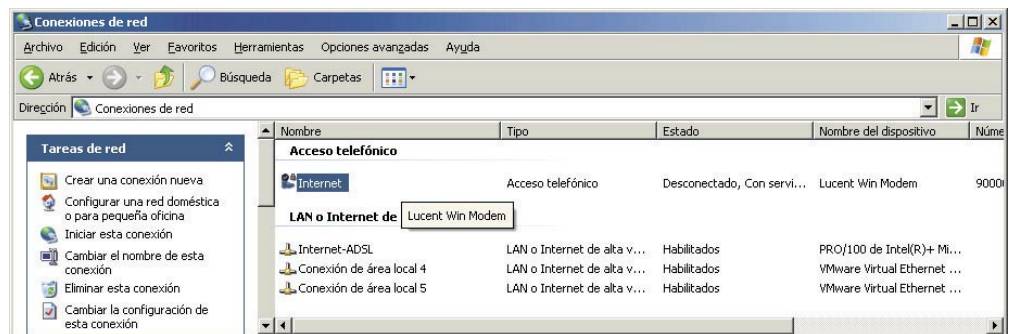 Conexiones de red
Archivo Edición Ver Favoritos Herramientas Opciones avanzadas Ayuda
Atrás Búsqueda Carpetas
Dirección Conexiones de red Ir
Nombre Tipo Estado Nombre del dispositivo Núme
Tareas de red
Crear una conexión nueva
Configurar una red doméstica
o para pequeña oficina
Iniciar esta conexión
Cambiar el nombre de esta
conexión
Eliminar esta conexión
Cambiar la configuración de
esta conexión
Acceso telefónico
Internet Acceso telefónico Desconectado, Con servi... Lucent Win Modem 9000
LAN o Internet de
Lucent Win Modem
Internet-ADSL LAN o Internet de alta v... Habilitados PRO/100 de Intel(R)+ Mi...
Conexión de área local 4 LAN o Internet de alta v... Habilitados VMware Virtual Ethernet ...
Conexión de área local 5 LAN o Internet de alta v... Habilitados VMware Virtual Ethernet ...